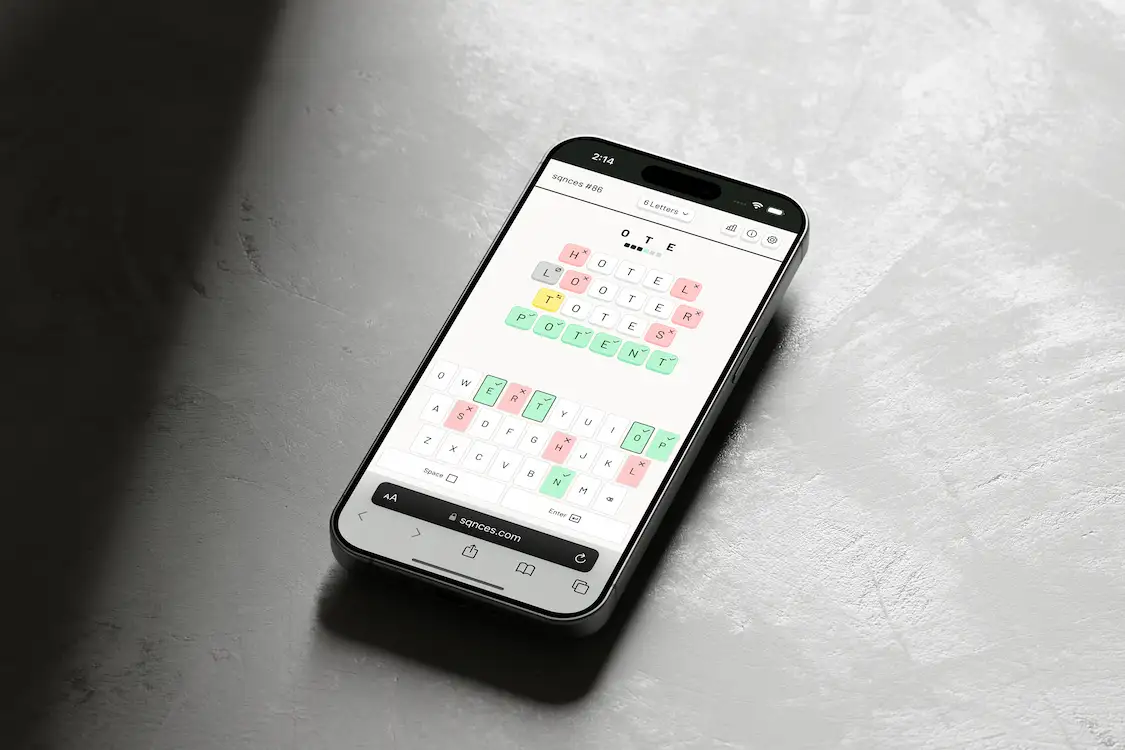 2:14
sqnces #86
6 Letters
O T E
H O T E L
L O O T E R
T O T E S
P O T E N T
Q W E R T Y U I O P
A S D F G H J K L
Z X C V B N M
Space
Enter
AA
sqnces.com